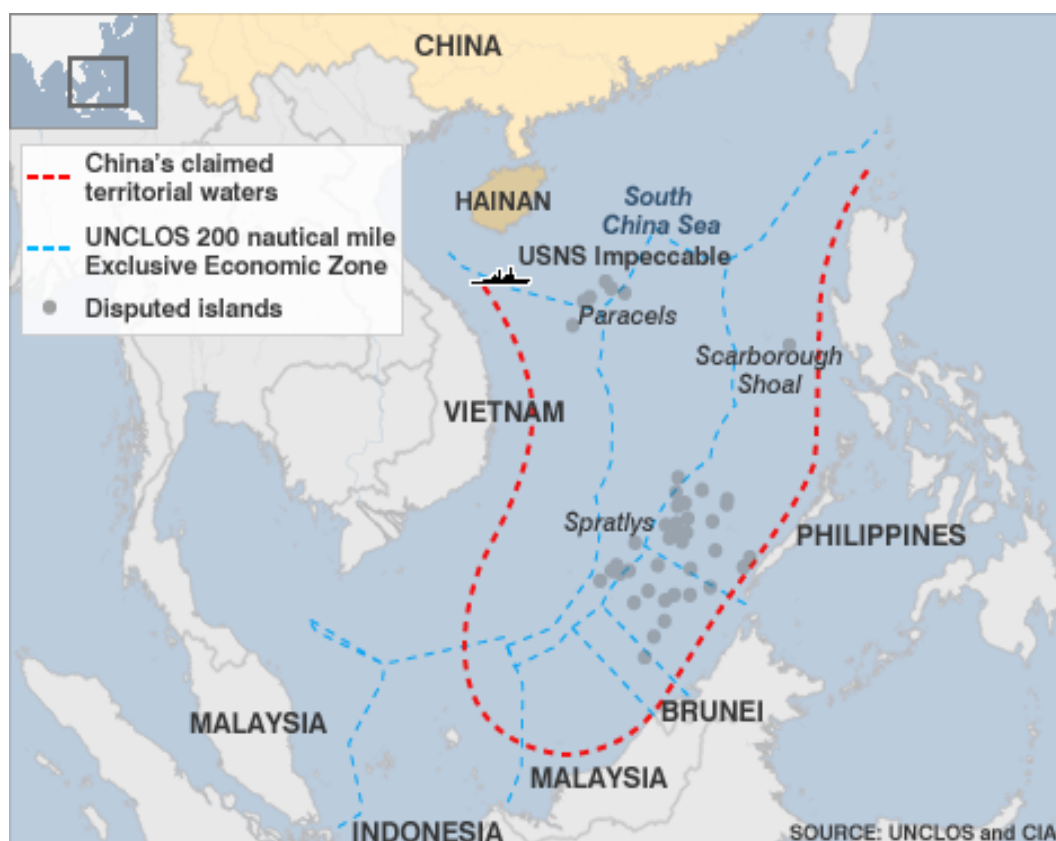 CHINA
China's claimed
territorial waters
UNCLOS 200 nautical mile
Exclusive Economic Zone
Disputed islands
HAINAN
South
China Sea
USNS Impeccable
Paracels
Scarborough
Shoal
VIETNAM
Spratlys
PHILIPPINES
MALAYSIA
BRUNEI
MALAYSIA
INDONESIA
SOURCE: UNCLOS and CIA